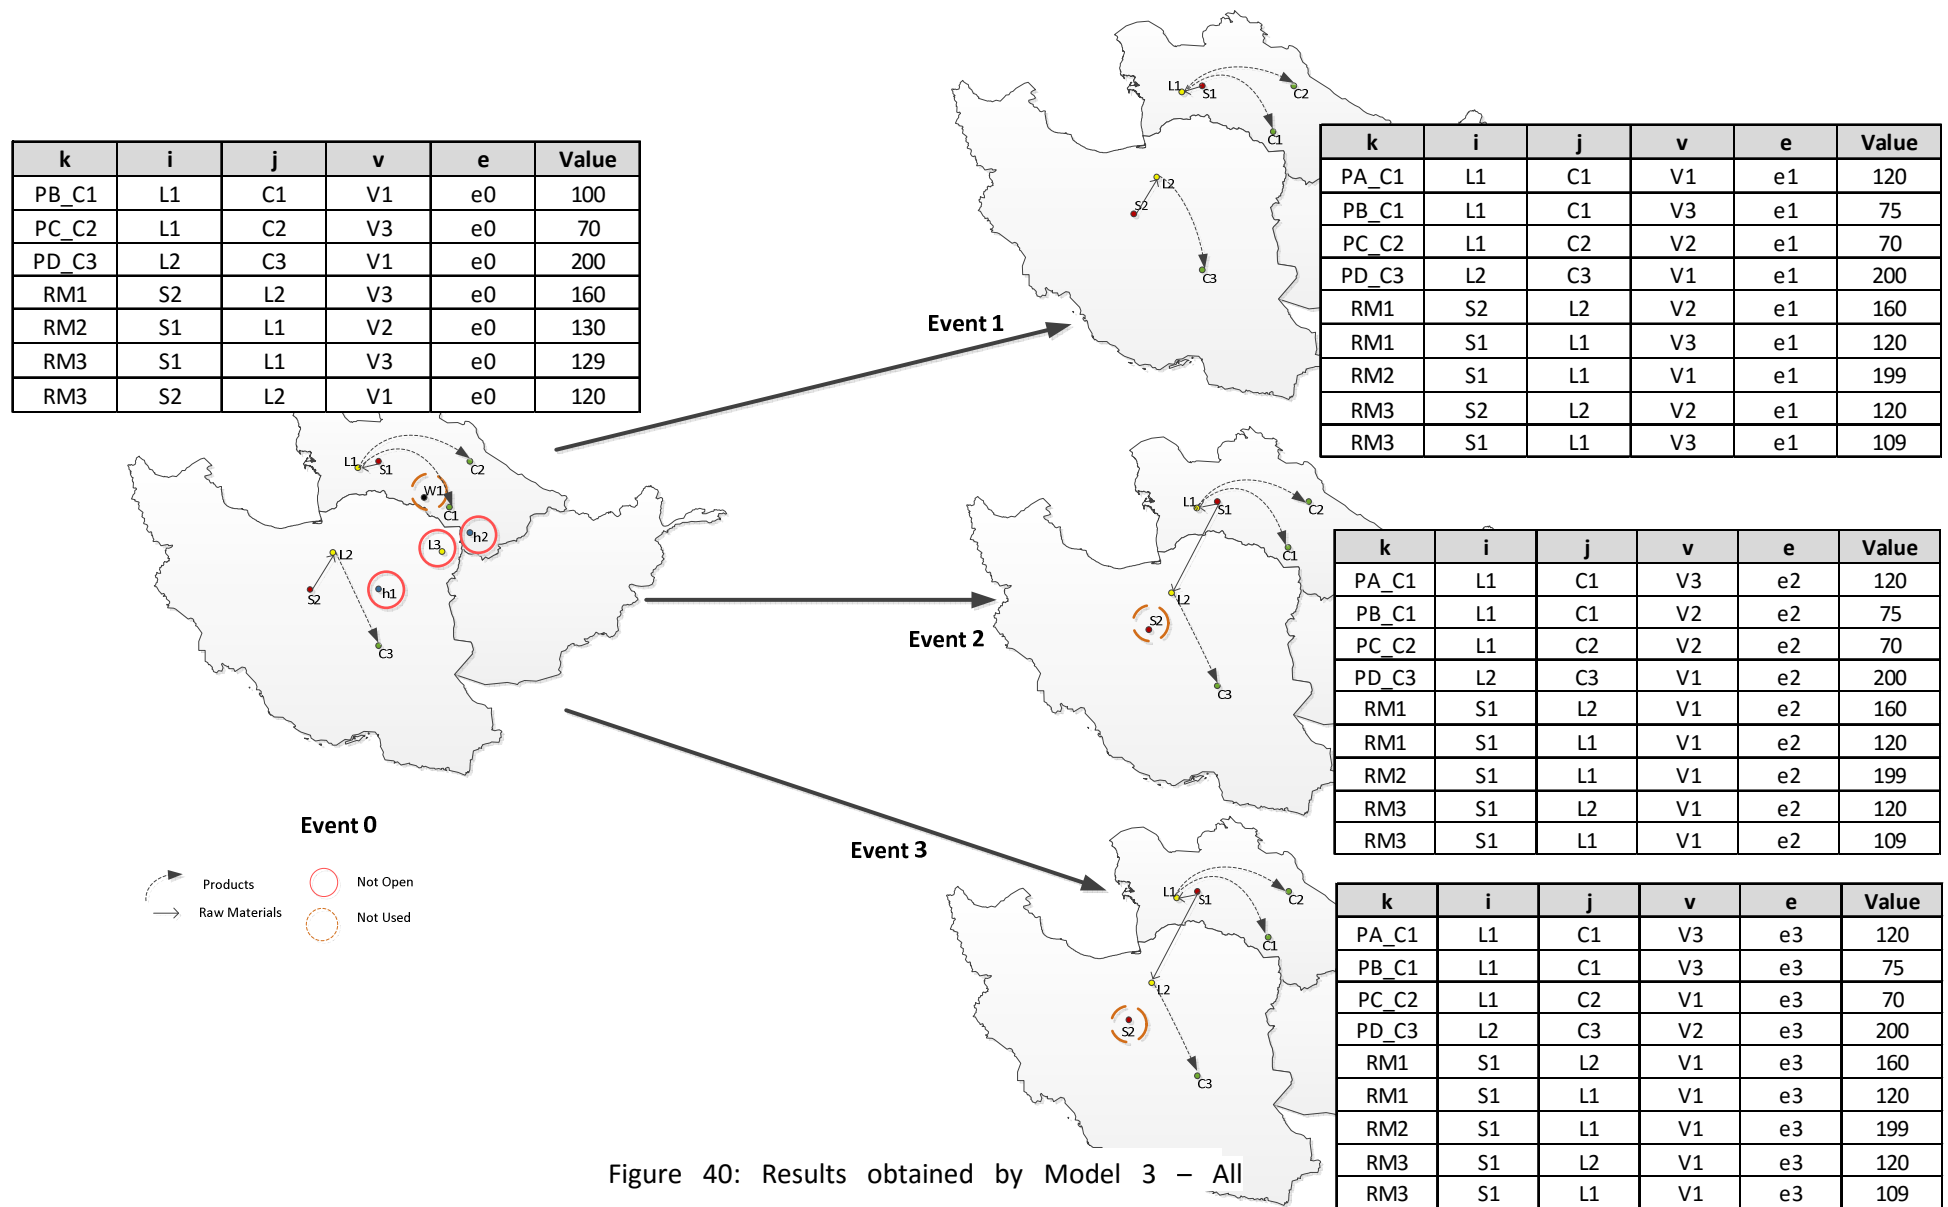 k i j v e Value
PB_C1 L1 C1 V1 e0 100
PC_C2 L1 C2 V3 e0 70
PD_C3 L2 C3 V1 e0 200
RM1 S2 L2 V3 e0 160
RM2 S1 L1 V2 e0 130
RM3 S1 L1 V3 e0 129
RM3 S2 L2 V1 e0 120
L1
S1
C2
W1
C1
h2
L3
L2
h1
S2
C3
Event 0
Products
Raw Materials
Not Open
Not Used
Event 1
L1
S1
C2
C1
L2
S2
C3
k i j v e Value
PA_C1 L1 C1 V1 e1 120
PB_C1 L1 C1 V3 e1 75
PC_C2 L1 C2 V2 e1 70
PD_C3 L2 C3 V1 e1 200
RM1 S2 L2 V2 e1 160
RM1 S1 L1 V3 e1 120
RM2 S1 L1 V1 e1 199
RM3 S2 L2 V2 e1 120
RM3 S1 L1 V3 e1 109
Event 2
L1
S1
C2
C1
L2
S2
C3
k i j v e Value
PA_C1 L1 C1 V3 e2 120
PB_C1 L1 C1 V2 e2 75
PC_C2 L1 C2 V2 e2 70
PD_C3 L2 C3 V1 e2 200
RM1 S1 L2 V1 e2 160
RM1 S1 L1 V1 e2 120
RM2 S1 L1 V1 e2 199
RM3 S1 L2 V1 e2 120
RM3 S1 L1 V1 e2 109
Event 3
L1
S1
C2
C1
L2
S2
C3
k i j v e Value
PA_C1 L1 C1 V3 e3 120
PB_C1 L1 C1 V3 e3 75
PC_C2 L1 C2 V1 e3 70
PD_C3 L2 C3 V2 e3 200
RM1 S1 L2 V1 e3 160
RM1 S1 L1 V1 e3 120
RM2 S1 L1 V1 e3 199
RM3 S1 L2 V1 e3 120
RM3 S1 L1 V1 e3 109
Figure 40: Results obtained by Model 3 – All